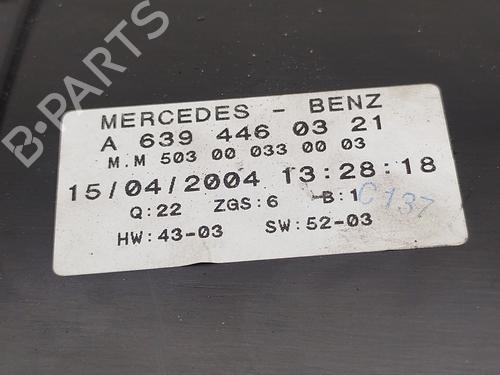 B-PARTS
MERCEDES - BENZ
A 639 446 03 21
M.M 503 00 033 00 03
15/04/2004 13:28:18
Q:22 ZGS:6 -B:1
C137
HW:43-03 SW:52-03